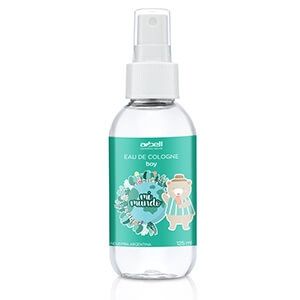 arbell
EAU DE COLOGNE
boy
mi
mundo
INDUSTRIA ARGENTINA
125 ml